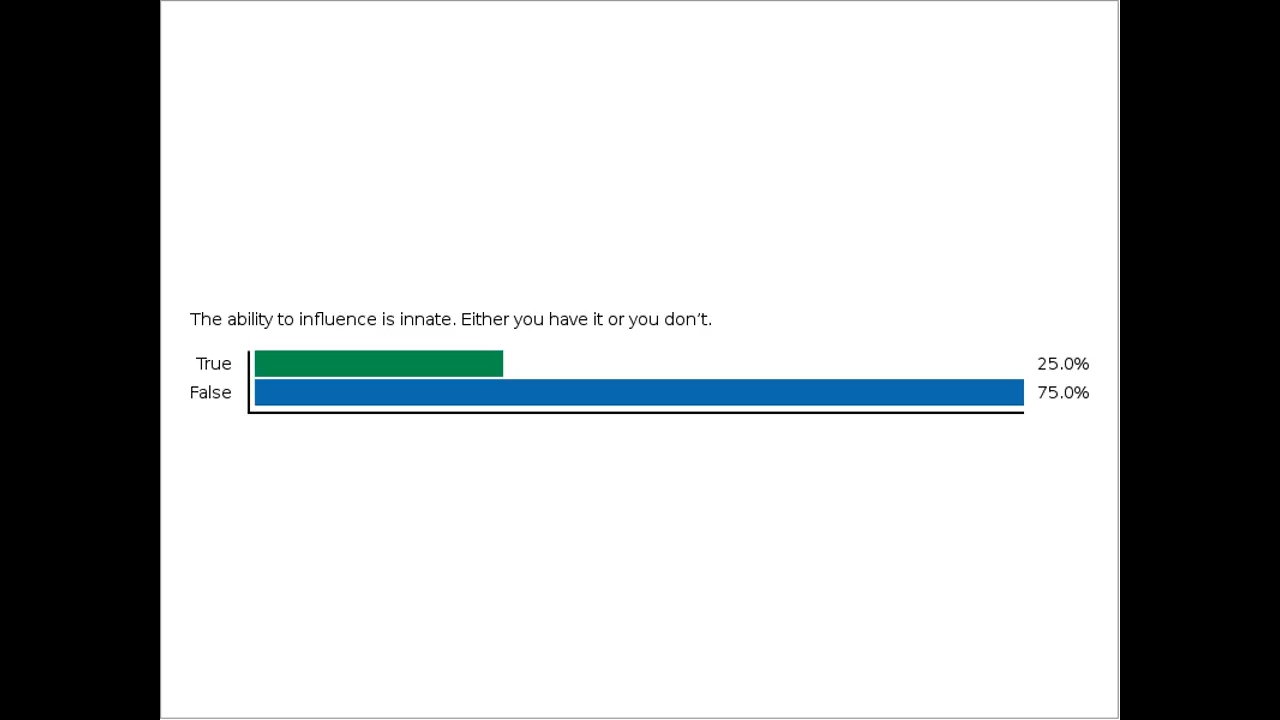 The ability to influence is innate. Either you have it or you don’t.
True 25.0%
False 75.0%